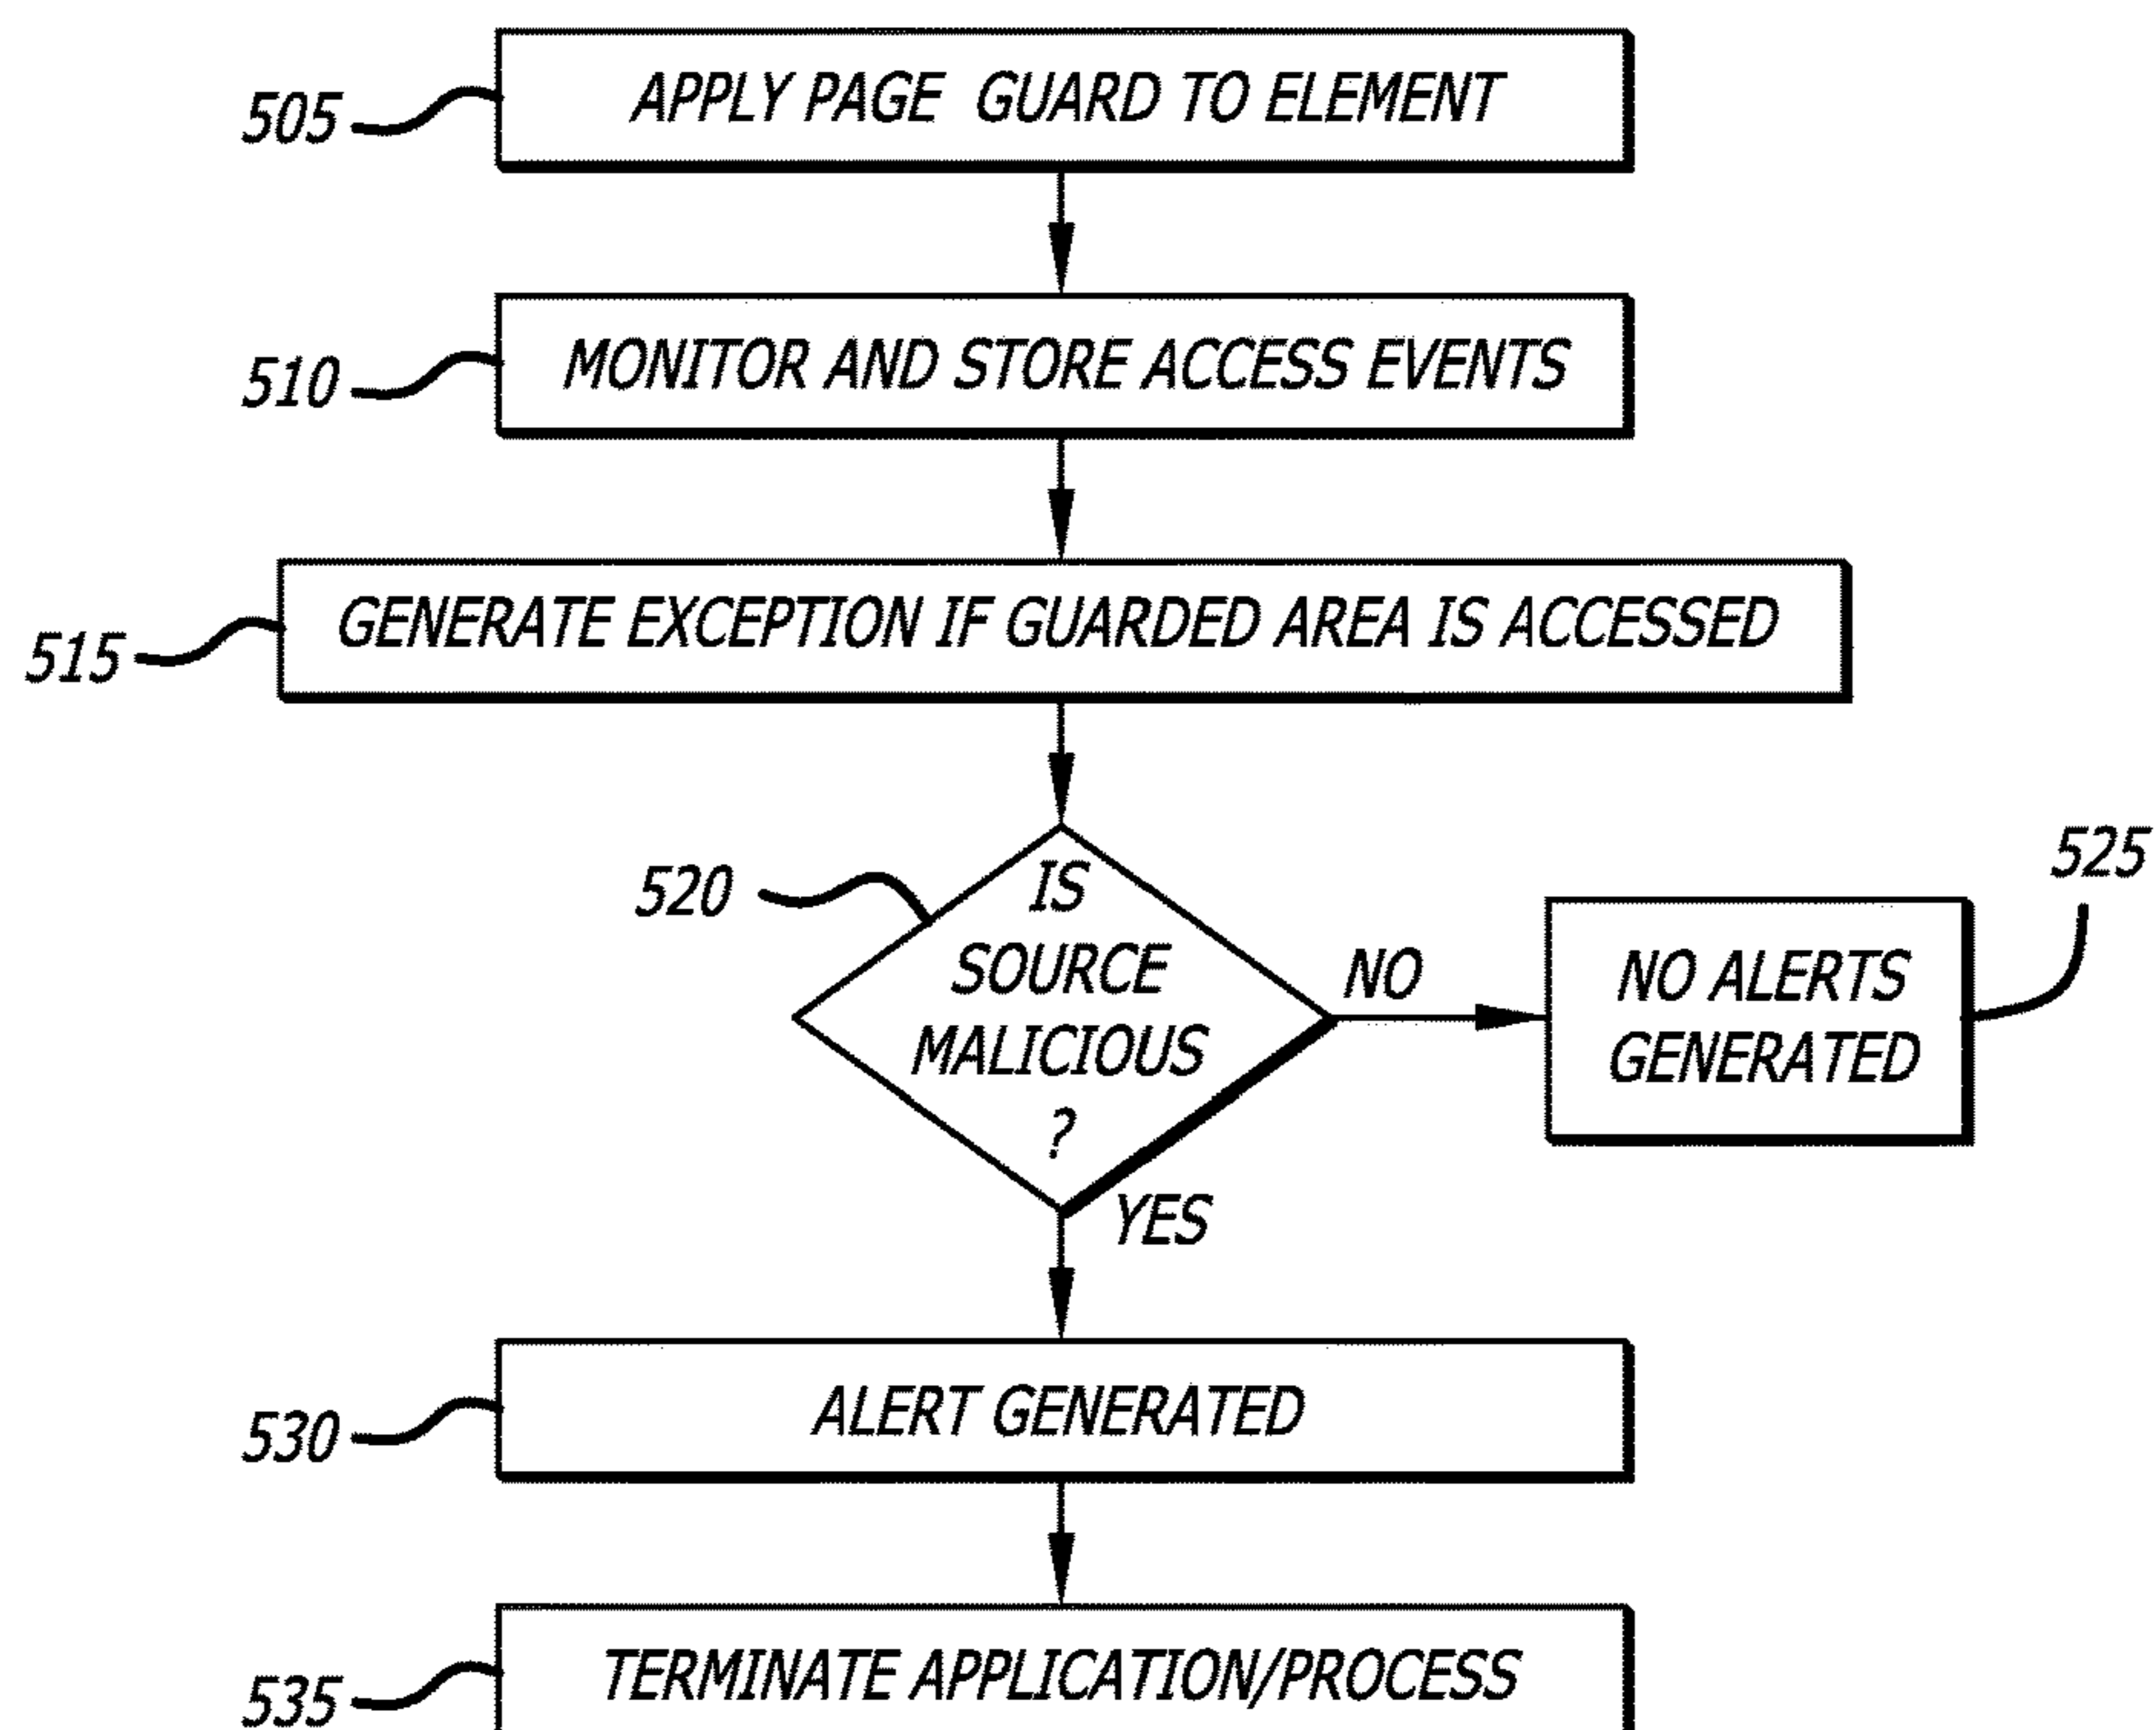 505
APPLY PAGE GUARD TO ELEMENT
510
MONITOR AND STORE ACCESS EVENTS
515
GENERATE EXCEPTION IF GUARDED AREA IS ACCESSED
520
IS
SOURCE
MALICIOUS
?
NO
525
NO ALERTS
GENERATED
YES
530
ALERT GENERATED
535
TERMINATE APPLICATION/PROCESS